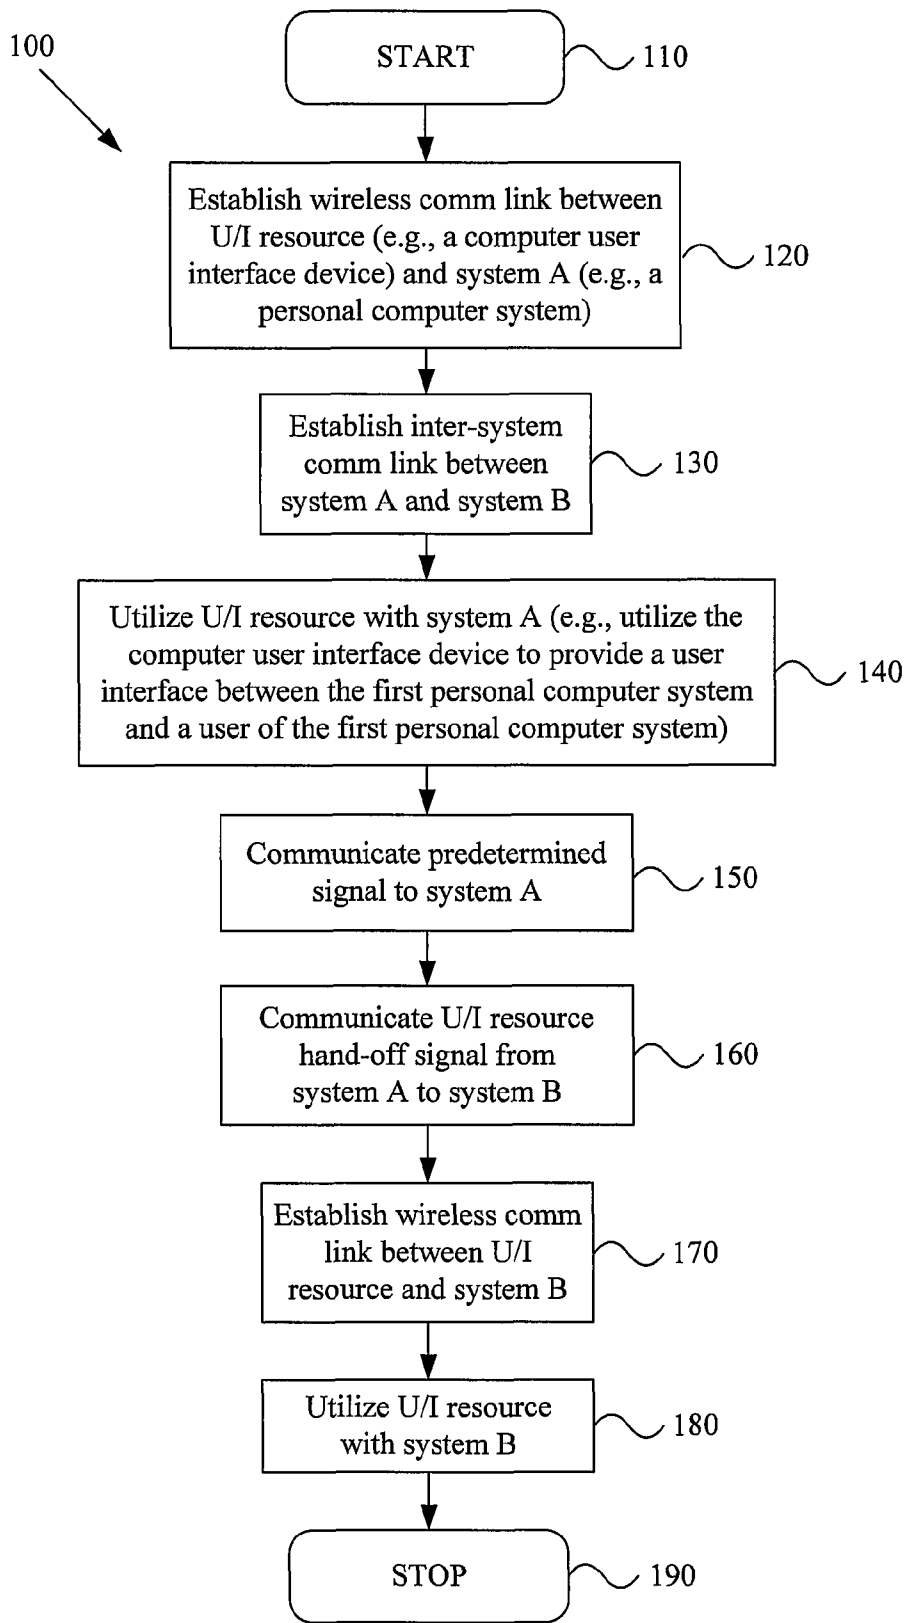 100
START
110
Establish wireless comm link between
U/I resource (e.g., a computer user
interface device) and system A (e.g., a
personal computer system)
120
Establish inter-system
comm link between
system A and system B
130
Utilize U/I resource with system A (e.g., utilize the
computer user interface device to provide a user
interface between the first personal computer system
and a user of the first personal computer system)
140
Communicate predetermined
signal to system A
150
Communicate U/I resource
hand-off signal from
system A to system B
160
Establish wireless comm
link between U/I
resource and system B
170
Utilize U/I resource
with system B
180
STOP
190